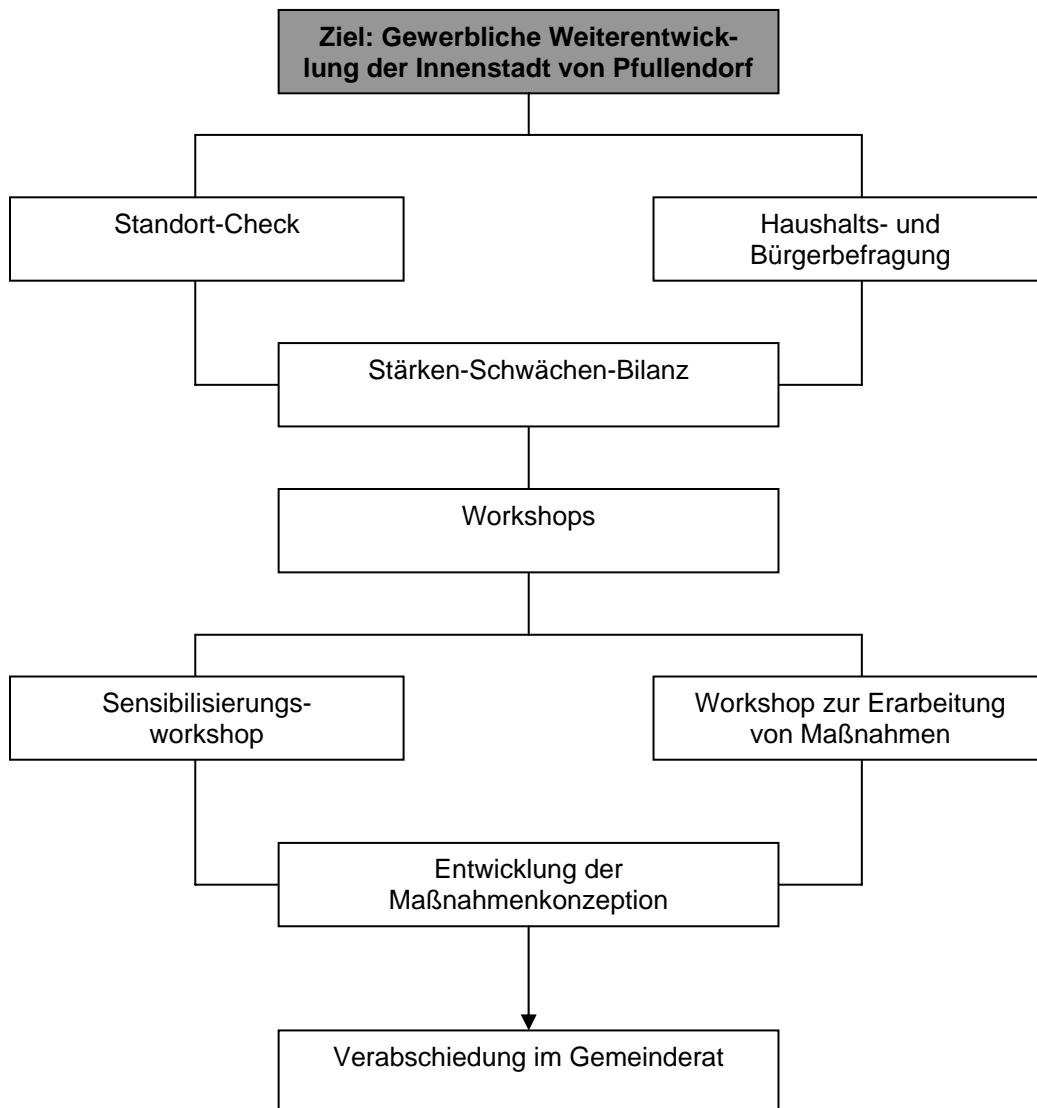 Ziel: Gewerbliche Weiterentwick-
lung der Innenstadt von Pfullendorf
Standort-Check
Haushalts- und
Bürgerbefragung
Stärken-Schwächen-Bilanz
Workshops
Sensibilisierungs-
workshop
Workshop zur Erarbeitung
von Maßnahmen
Entwicklung der
Maßnahmenkonzeption
Verabschiedung im Gemeinderat